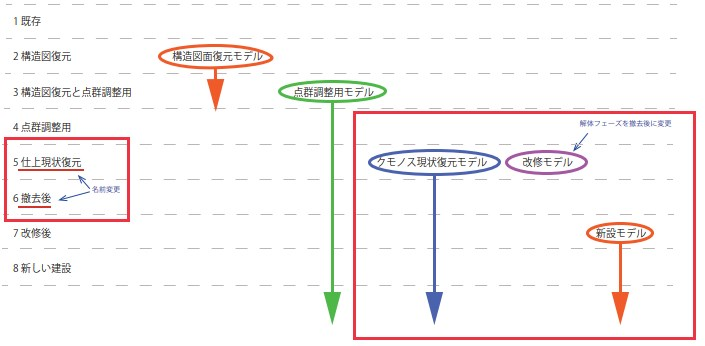 1 既存
2 構造図復元
構造図面復元モデル
3 構造図復元と点群調整用
点群調整用モデル
4 点群調整用
解体フェーズを撤去後に変更
5 仕上現状復元
クモノス現状復元モデル
改修モデル
名前変更
6 撤去後
7 改修後
新設モデル
8 新しい建設